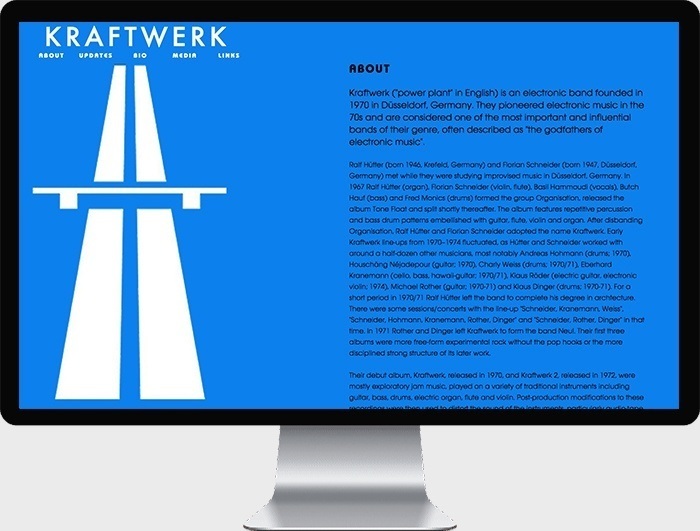 KRAFTWERK
ABOUT UPDATES BIO MEDIA LINKS
ABOUT
Kraftwerk ("power plant" in English) is an electronic band founded in
1970 in Düsseldorf, Germany. They pioneered electronic music in the
70s and are considered one of the most important and influential
bands of their genre, often described as "the godfathers of
electronic music".
Ralf Hütter (born 1946, Krefeld, Germany) and Florian Schneider (born 1947, Düsseldorf,
Germany) met while they were studying improvised music in Düsseldorf, Germany. In
1967 Ralf Hütter (organ), Florian Schneider (violin, flute), Basil Hammoudi (vocals), Butch
Hauf (bass) and Fred Monics (drums) formed the group Organisation, released the
album Tone Float and split shortly thereafter. The album features repetitive percussion
and bass drum patterns embellished with guitar, flute, violin and organ. After disbanding
Organisation, Ralf Hütter and Florian Schneider adopted the name Kraftwerk. Early
Kraftwerk line-ups from 1970–1974 fluctuated, as Hütter and Schneider worked with
around a half-dozen other musicians, most notably Andreas Hohmann (drums; 1970),
Houschäng Néjadepour (guitar; 1970), Charly Weiss (drums; 1970/71), Eberhard
Kranemann (cello, bass, hawaii-guitar; 1970/71), Klaus Röder (electric guitar, electronic
violin; 1974), Michael Rother (guitar; 1970-71) and Klaus Dinger (drums; 1970-71). For a
short period in 1970/71 Ralf Hütter left the band to complete his degree in architecture.
There were some sessions/concerts with the line-up "Schneider, Kranemann, Weiss",
"Schneider, Hohmann, Kranemann, Rother, Dinger" and "Schneider, Rother, Dinger" in that
time. In 1971 Rother and Dinger left Kraftwerk to form the band Neu!. Their first three
albums were more free-form experimental rock without the pop hooks or the more
disciplined strong structure of its later work.
Their debut album, Kraftwerk, released in 1970, and Kraftwerk 2, released in 1972, were
mostly exploratory jam music, played on a variety of traditional instruments including
guitar, bass, drums, electric organ, flute and violin. Post-production modifications to these
recordings were then used to distort the sound of the instruments, particularly audio-tape